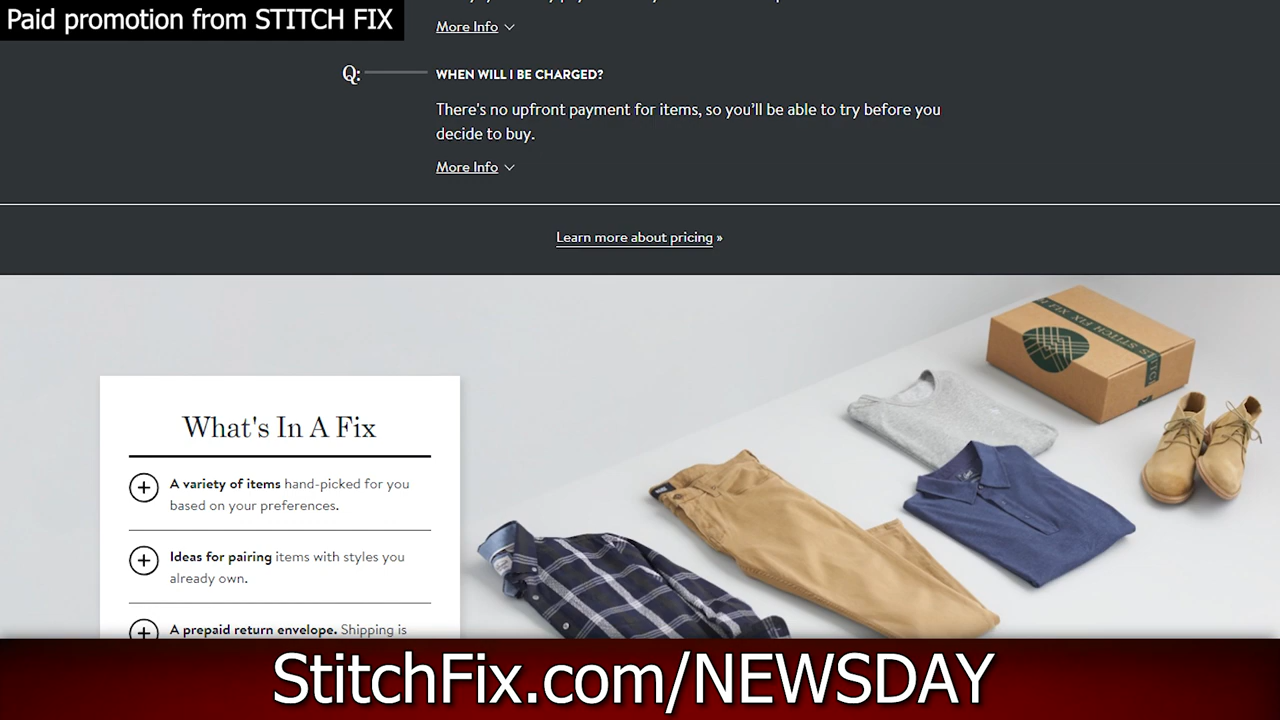 Paid promotion from STITCH FIX
More Info
Q:
WHEN WILL I BE CHARGED?
There's no upfront payment for items, so you’ll be able to try before you
decide to buy.
More Info
Learn more about pricing »
What's In A Fix
A variety of items hand-picked for you
based on your preferences.
Ideas for pairing items with styles you
already own.
A prepaid return envelope. Shipping is
STITCH FIX
StitchFix.com/NEWSDAY